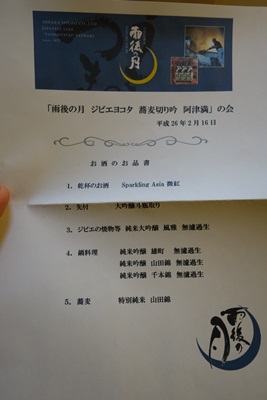 雨後の月
「雨後の月 ジビエヨコタ 蕎麦切り吟 阿津満」の会
平成26年2月16日
お酒のお品書
1. 乾杯のお酒 Sparkling Asia 微紅
2. 先付 大吟醸斗瓶取り
3. ジビエの焼物等 純米大吟醸 風雅 無濾過生
4. 鍋料理 純米吟醸 雄町 無濾過生
純米吟醸 山田錦 無濾過生
純米吟醸 千本錦 無濾過生
5. 蕎麦 特別純米 山田錦
雨後の月